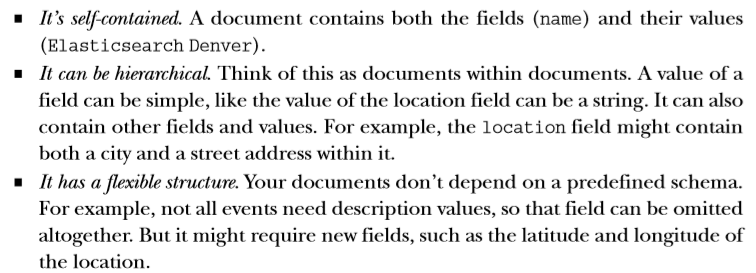 ▪ It's self-contained. A document contains both the fields (name) and their values
(Elasticsearch Denver).
▪ It can be hierarchical. Think of this as documents within documents. A value of a
field can be simple, like the value of the location field can be a string. It can also
contain other fields and values. For example, the location field might contain
both a city and a street address within it.
▪ It has a flexible structure. Your documents don't depend on a predefined schema.
For example, not all events need description values, so that field can be omitted
altogether. But it might require new fields, such as the latitude and longitude of
the location.